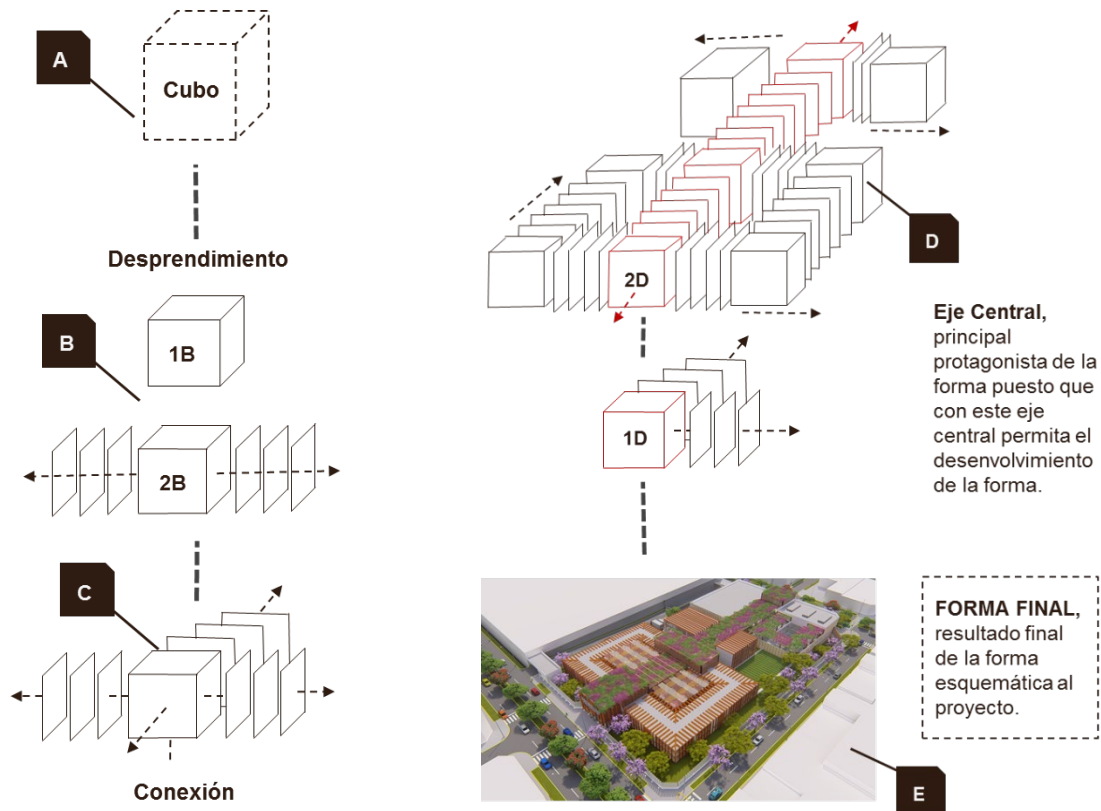 A
Cubo
Desprendimiento
B
1B
2B
C
Conexión
D
2D
1D
Eje Central,
principal
protagonista de la
forma puesto que
con este eje
central permita el
desenvolvimiento
de la forma.
FORMA FINAL,
resultado final
de la forma
esquemática al
proyecto.
E